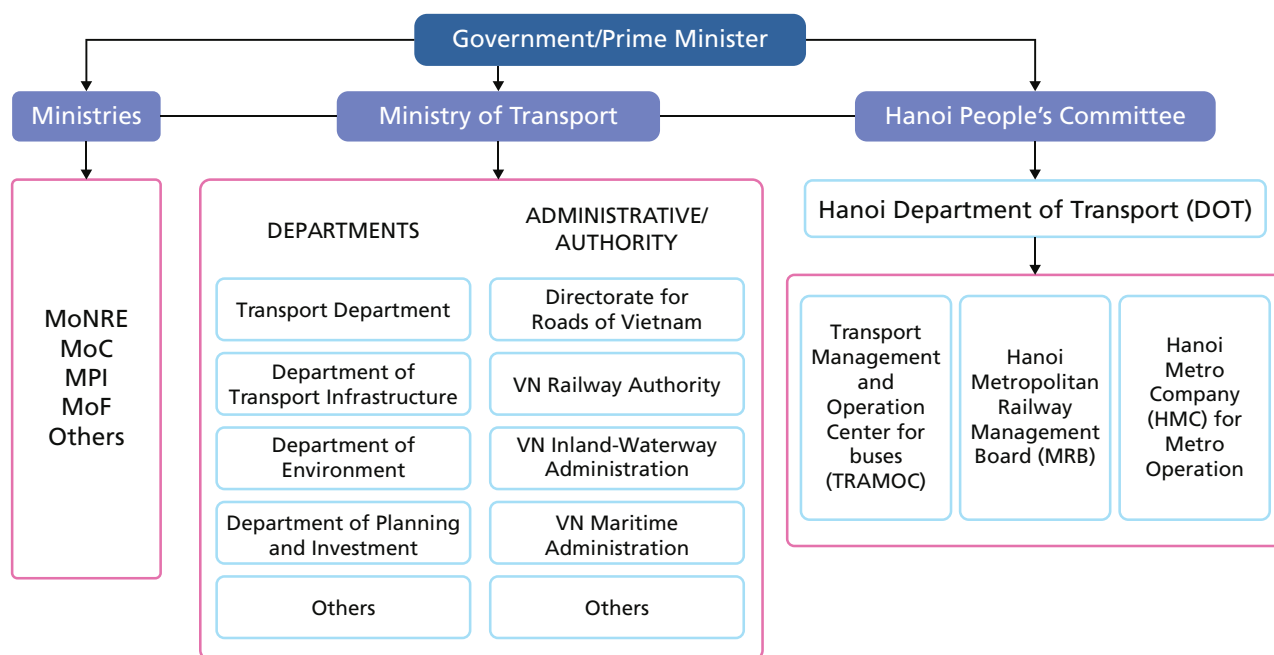 Government/Prime Minister
Ministries
Ministry of Transport
Hanoi People's Committee
MoNRE
MoC
MPI
MoF
Others
DEPARTMENTS
Transport Department
Department of
Transport Infrastructure
Department of
Environment
Department of Planning
and Investment
Others
ADMINISTRATIVE/
AUTHORITY
Directorate for
Roads of Vietnam
VN Railway Authority
VN Inland-Waterway
Administration
VN Maritime
Administration
Others
Hanoi Department of Transport (DOT)
Transport
Management
and
Operation
Center for
buses
(TRAMOC)
Hanoi
Metropolitan
Railway
Management
Board (MRB)
Hanoi
Metro
Company
(HMC) for
Metro
Operation